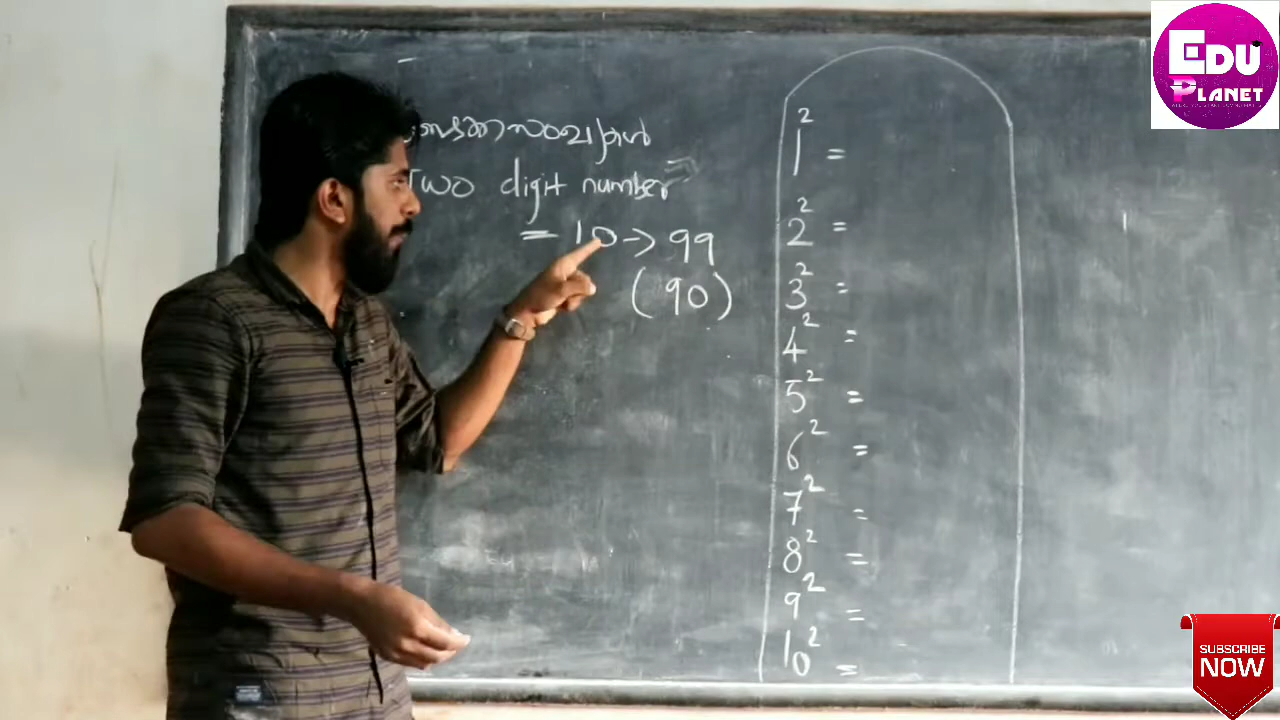 Two digit number
= 10 → 99
(90)
1² =
2² =
3² =
4² =
5² =
6² =
7² =
8² =
9² =
10² =
EDU
PLANET
SUBSCRIBE
NOW